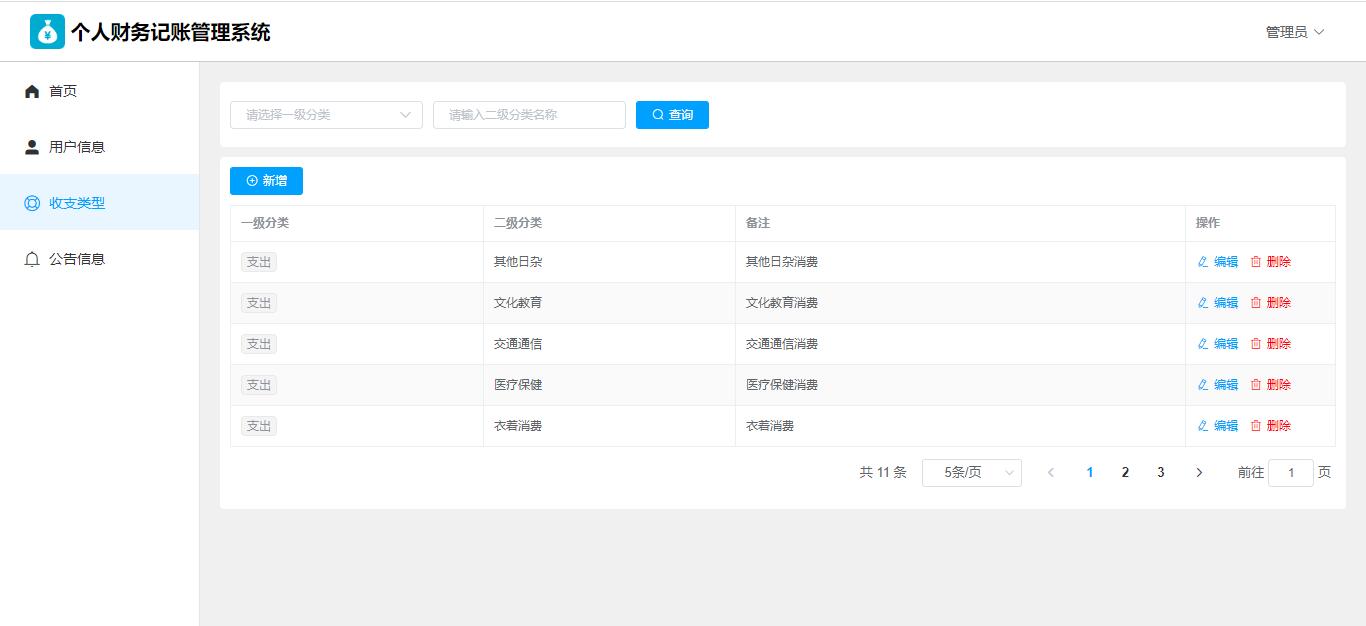 个人财务记账管理系统
管理员
首页
用户信息
收支类型
公告信息
请选择一级分类 请输入二级分类名称 查询
新增
一级分类 二级分类 备注 操作
支出 其他日杂 其他日杂消费 编辑 删除
支出 文化教育 文化教育消费 编辑 删除
支出 交通通信 交通通信消费 编辑 删除
支出 医疗保健 医疗保健消费 编辑 删除
支出 衣着消费 衣着消费 编辑 删除
共 11 条 5条/页 1 2 3 前往 1 页